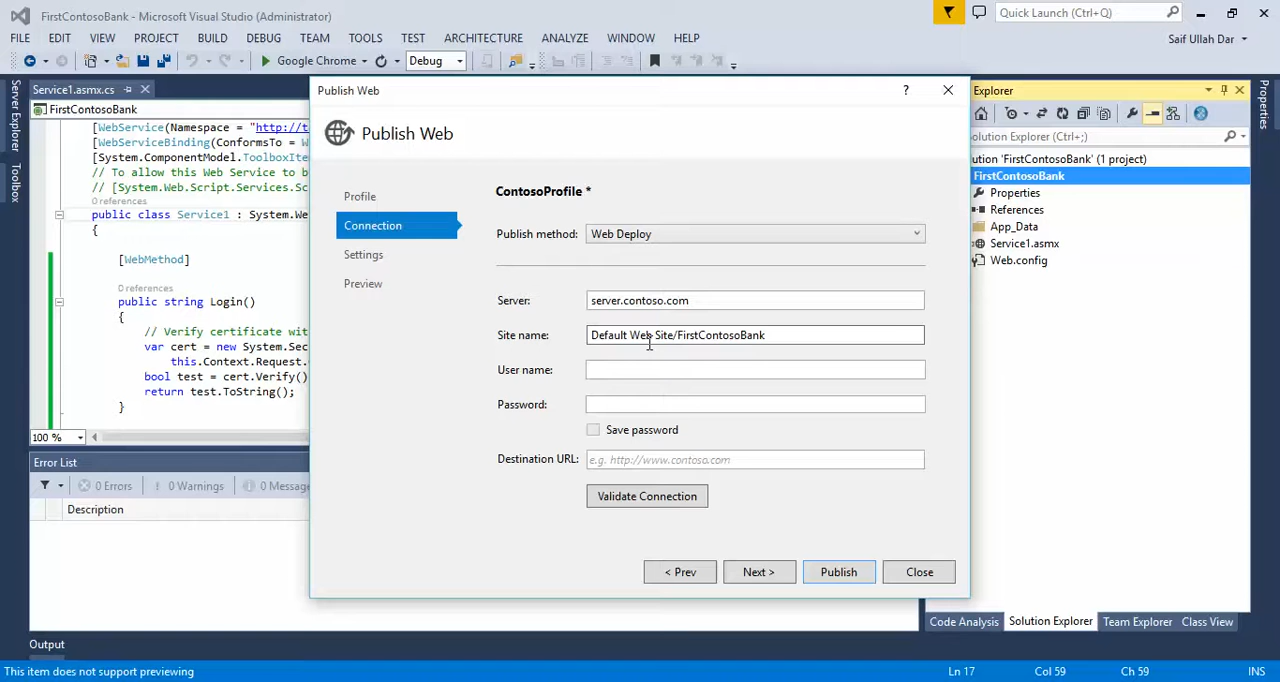 FirstContosoBank - Microsoft Visual Studio (Administrator)
Quick Launch (Ctrl+Q)
FILE EDIT VIEW PROJECT BUILD DEBUG TEAM TOOLS TEST ARCHITECTURE ANALYZE WINDOW HELP
Saif Ullah Dar
Google Chrome
Debug
Server Explorer
Toolbox
Service1.asmx.cs
FirstContosoBank
[WebService(Namespace = "http://t
[WebServiceBinding(ConformsTo = W
[System.ComponentModel.ToolboxIte
// To allow this Web Service to b
// [System.Web.Script.Services.Sc
0 references
public class Service1 : System.We
{
[WebMethod]
0 references
public string Login()
{
// Verify certificate wit
var cert = new System.Sec
this.Context.Request.
bool test = cert.Verify()
return test.ToString();
}
100 %
Error List
0 Errors
0 Warnings
0 Message
Description
Output
This item does not support previewing
Ln 17
Col 59
Ch 59
INS
Publish Web
?
Publish Web
Profile
Connection
Settings
Preview
ContosoProfile *
Publish method:
Web Deploy
Server:
server.contoso.com
Site name:
Default Web Site/FirstContosoBank
User name:
Password:
Save password
Destination URL:
e.g. http://www.contoso.com
Validate Connection
< Prev
Next >
Publish
Close
Explorer
olution Explorer (Ctrl+;)
ution 'FirstContosoBank' (1 project)
FirstContosoBank
Properties
References
App_Data
Service1.asmx
Web.config
Code Analysis
Solution Explorer
Team Explorer
Class View
Properties